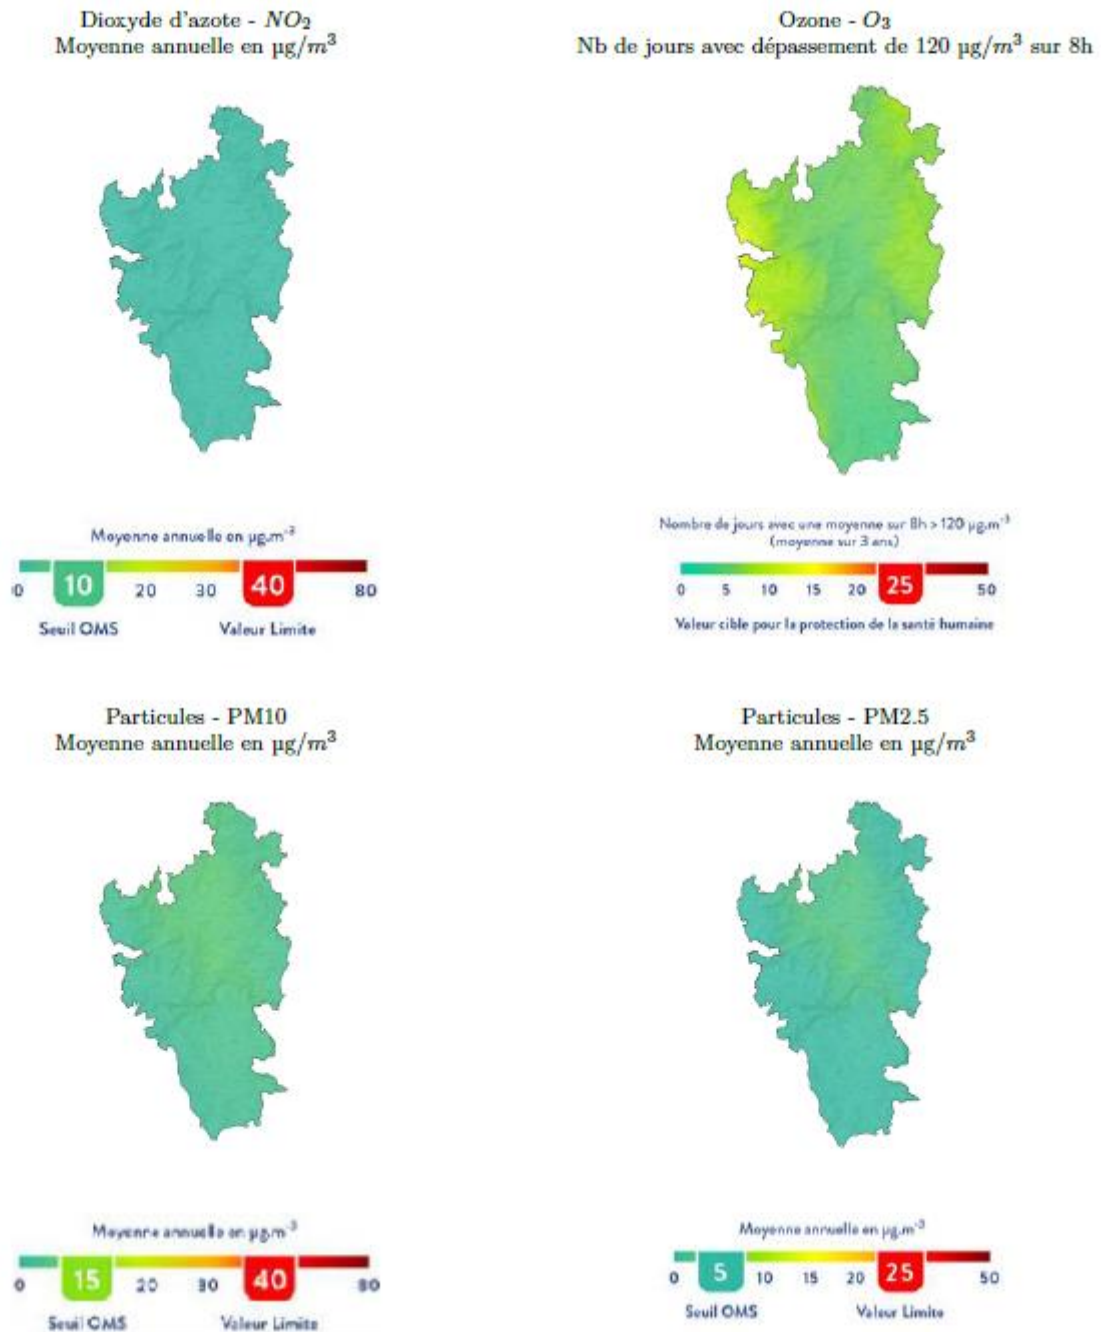 Dioxyde d'azote - NO₂
Moyenne annuelle en µg/m³
Moyenne annuelle en µg.m⁻³
0 10 20 30 40 80
Seuil OMS Valeur Limite
Ozone - O₃
Nb de jours avec dépassement de 120 µg/m³ sur 8h
Nombre de jours avec une moyenne sur 8h > 120 µg.m⁻³
(moyenne sur 3 ans)
0 5 10 15 20 25 50
Valeur cible pour la protection de la santé humaine
Particules - PM10
Moyenne annuelle en µg/m³
Moyenne annuelle en µg.m⁻³
0 15 20 30 40 80
Seuil OMS Valeur Limite
Particules - PM2.5
Moyenne annuelle en µg/m³
Moyenne annuelle en µg.m⁻³
0 5 10 15 20 25 50
Seuil OMS Valeur Limite